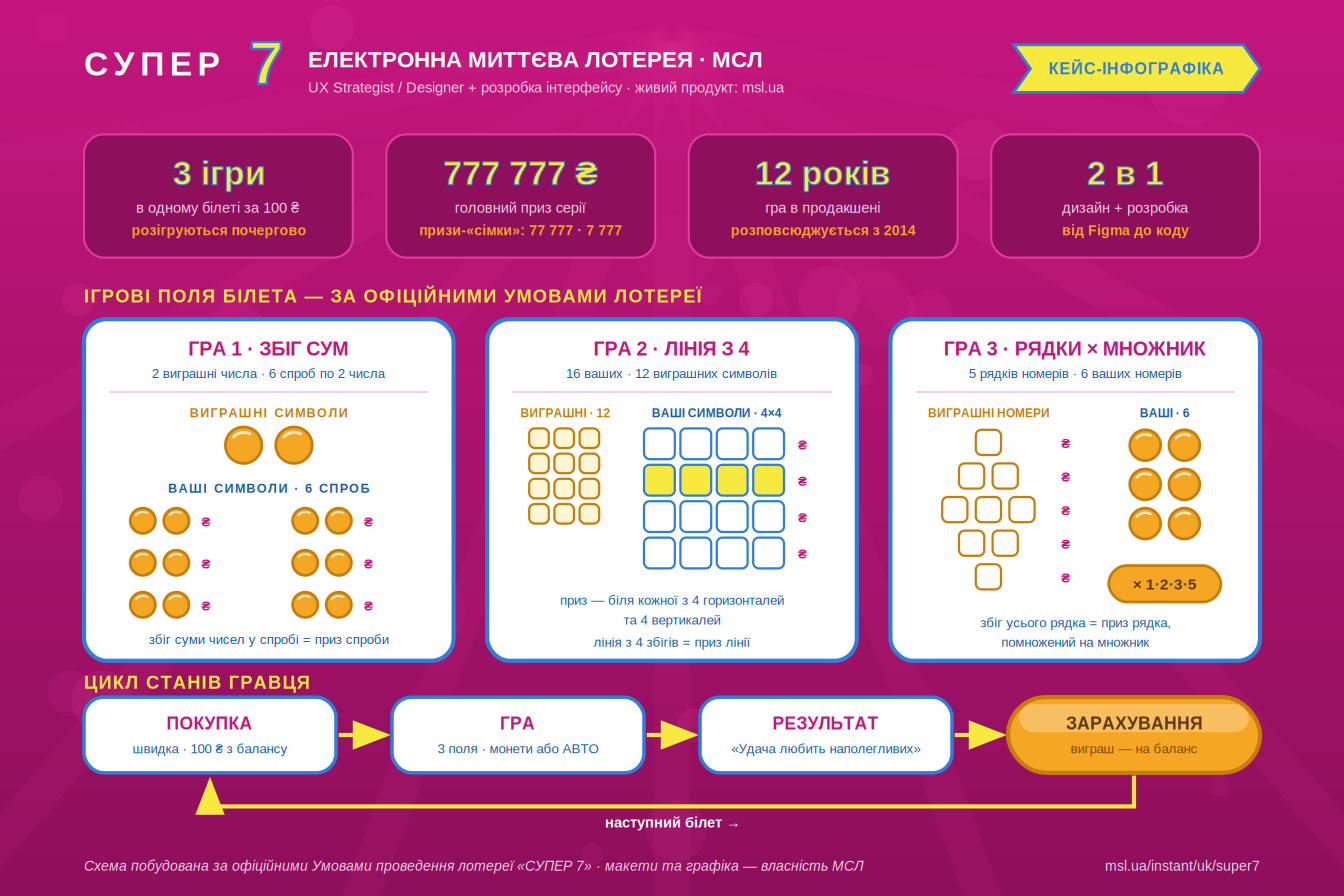 СУПЕР 7
ЕЛЕКТРОННА МИТТЄВА ЛОТЕРЕЯ · МСЛ
UX Strategist / Designer + розробка інтерфейсу · живий продукт: msl.ua
КЕЙС-ІНФОГРАФІКА
3 ігри
в одному білеті за 100 ₴
розігруються почергово
777 777 ₴
головний приз серії
призи-«сімки»: 77 777 · 7 777
12 років
гра в продакшені
розповсюджується з 2014
2 в 1
дизайн + розробка
від Figma до коду
ІГРОВІ ПОЛЯ БІЛЕТА — ЗА ОФІЦІЙНИМИ УМОВАМИ ЛОТЕРЕЇ
ГРА 1 · ЗБІГ СУМ
2 виграшні числа · 6 спроб по 2 числа
ВИГРАШНІ СИМВОЛИ
ВАШІ СИМВОЛИ · 6 СПРОБ
₴ ₴
₴ ₴
₴ ₴
збіг суми чисел у спробі = приз спроби
ГРА 2 · ЛІНІЯ З 4
16 ваших · 12 виграшних символів
ВИГРАШНІ · 12
ВАШІ СИМВОЛИ · 4×4
₴
₴
₴
₴
приз — біля кожної з 4 горизонталей
та 4 вертикалей
лінія з 4 збігів = приз лінії
ГРА 3 · РЯДКИ × МНОЖНИК
5 рядків номерів · 6 ваших номерів
ВИГРАШНІ НОМЕРИ
₴
₴
₴
₴
₴
ВАШІ · 6
× 1·2·3·5
збіг усього рядка = приз рядка,
помножений на множник
ЦИКЛ СТАНІВ ГРАВЦЯ
ПОКУПКА
швидка · 100 ₴ з балансу
ГРА
3 поля · монети або АВТО
РЕЗУЛЬТАТ
«Удача любить наполегливих»
ЗАРАХУВАННЯ
виграш — на баланс
наступний білет →
Схема побудована за офіційними Умовами проведення лотереї «СУПЕР 7» · макети та графіка — власність МСЛ
msl.ua/instant/uk/super7